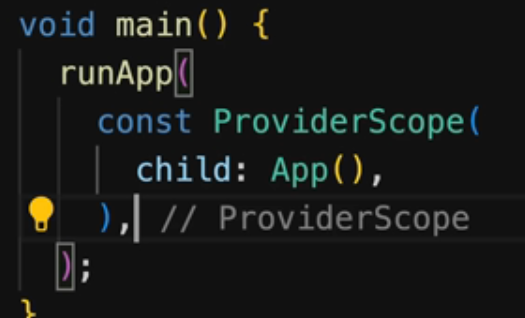 void main() {
  runApp(
    const ProviderScope(
      child: App(),
    ), // ProviderScope
  );
}